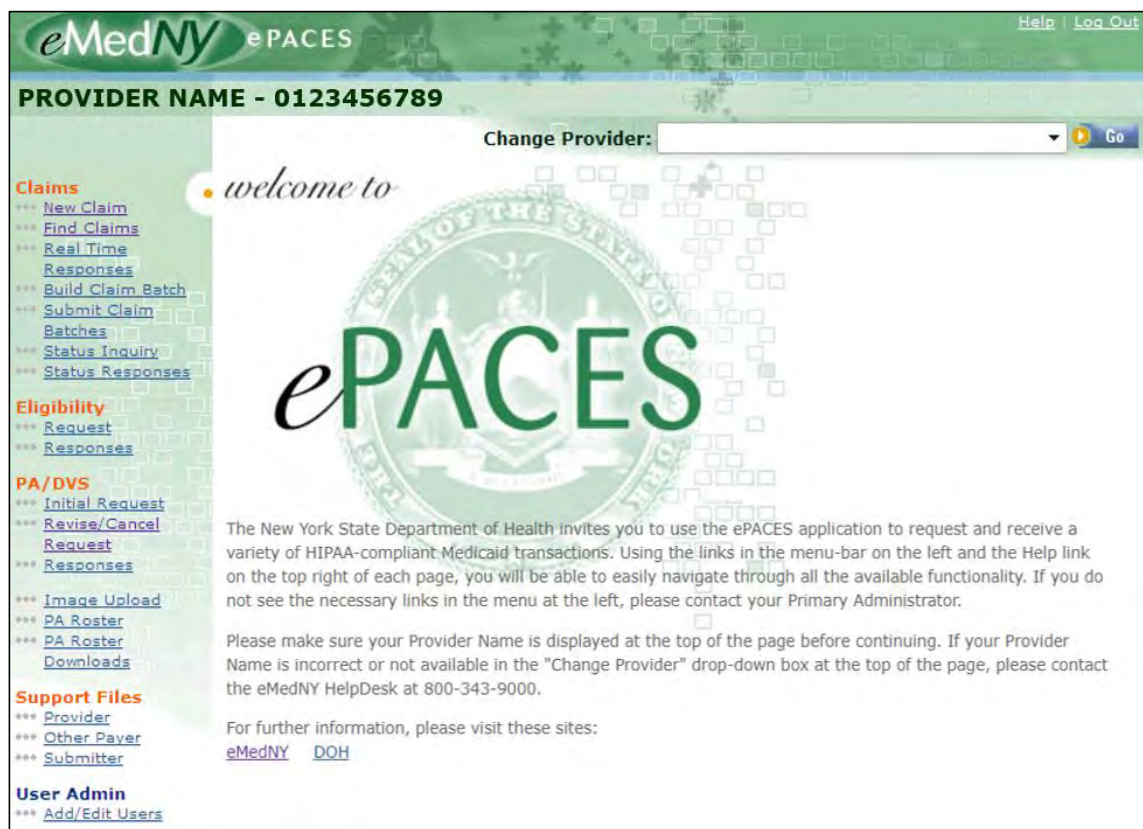 eMedNY ePACES
Help | Log Out
PROVIDER NAME - 0123456789
Change Provider:
Go
Claims
New Claim
Find Claims
Real Time
Responses
Build Claim Batch
Submit Claim
Batches
Status Inquiry
Status Responses
Eligibility
Request
Responses
PA/DVS
Initial Request
Revise/Cancel
Request
Responses
Image Upload
PA Roster
PA Roster
Downloads
Support Files
Provider
Other Payer
Submitter
User Admin
Add/Edit Users
welcome to
SEAL OF THE STATE OF
ePACES
The New York State Department of Health invites you to use the ePACES application to request and receive a
variety of HIPAA-compliant Medicaid transactions. Using the links in the menu-bar on the left and the Help link
on the top right of each page, you will be able to easily navigate through all the available functionality. If you do
not see the necessary links in the menu at the left, please contact your Primary Administrator.
Please make sure your Provider Name is displayed at the top of the page before continuing. If your Provider
Name is incorrect or not available in the "Change Provider" drop-down box at the top of the page, please contact
the eMedNY HelpDesk at 800-343-9000.
For further information, please visit these sites:
eMedNY DOH